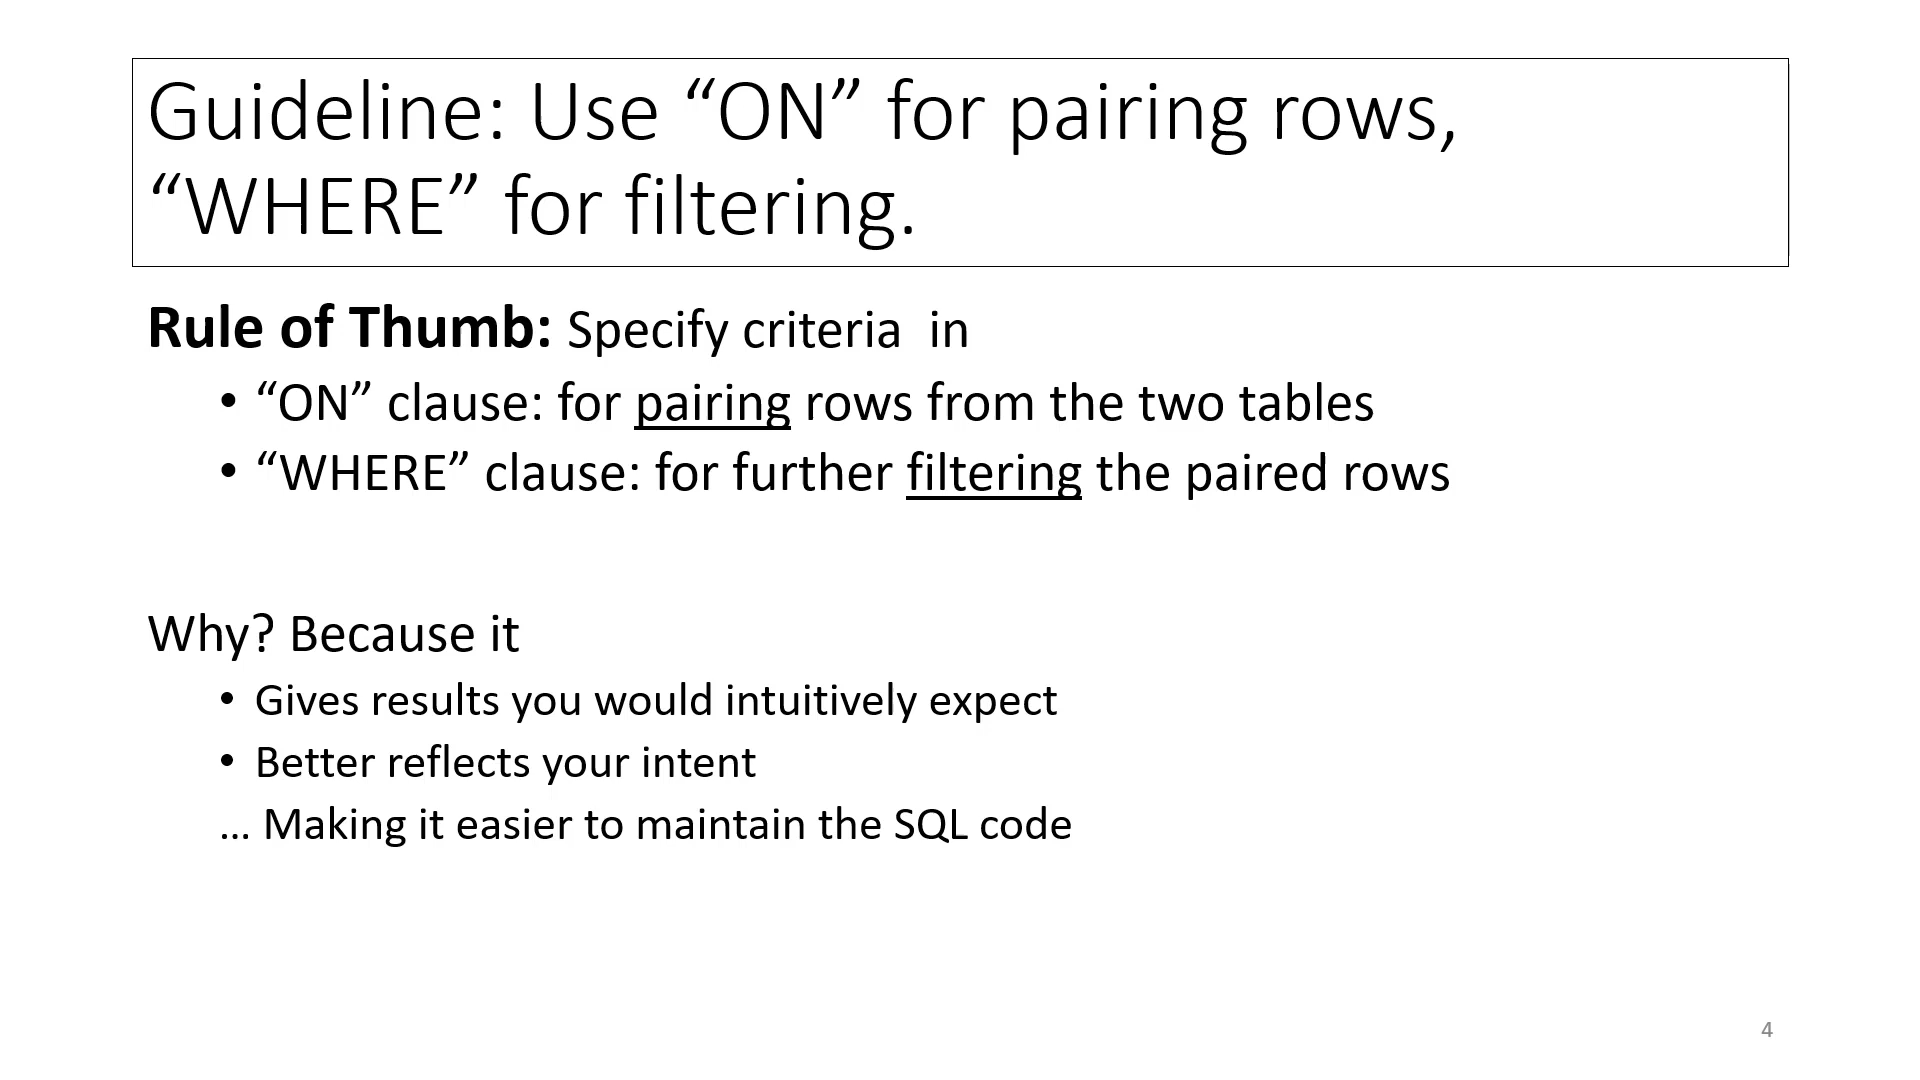 Guideline: Use “ON” for pairing rows,
“WHERE” for filtering.
Rule of Thumb: Specify criteria  in
• “ON” clause: for pairing rows from the two tables
• “WHERE” clause: for further filtering the paired rows
Why? Because it
• Gives results you would intuitively expect
• Better reflects your intent
… Making it easier to maintain the SQL code
4